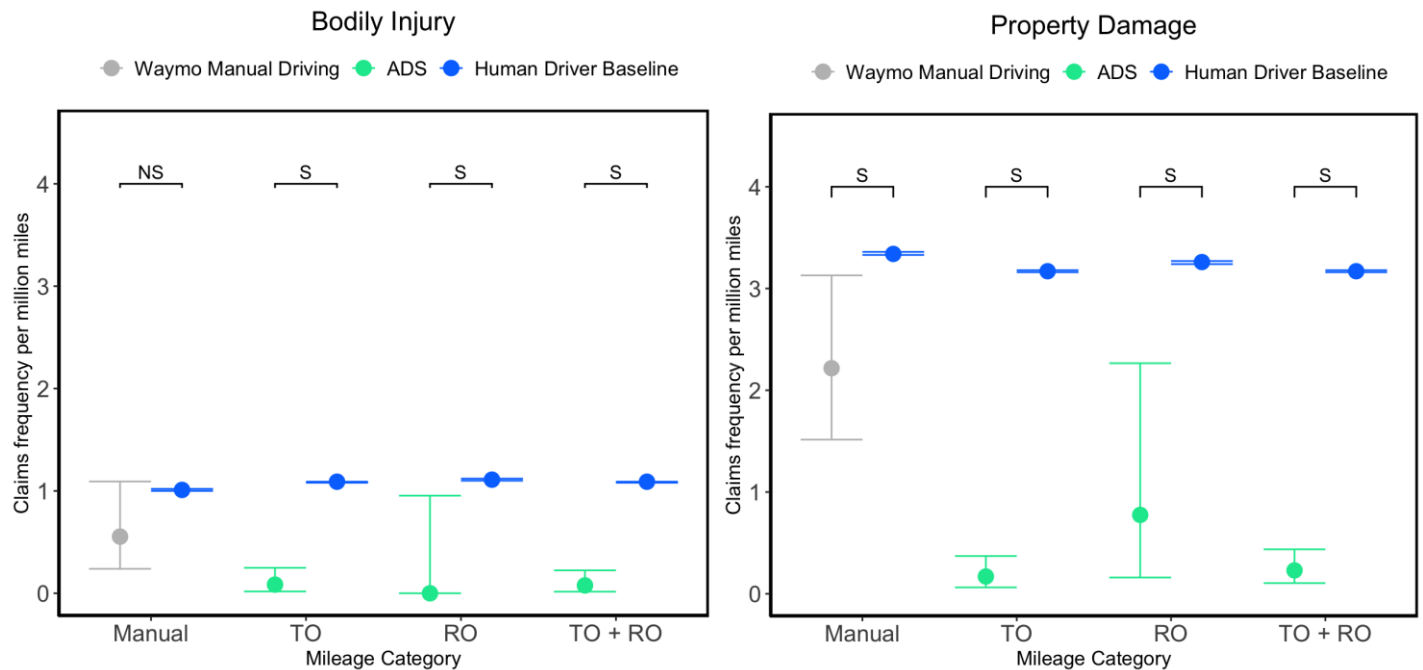 Bodily Injury
Waymo Manual Driving ADS Human Driver Baseline
NS S S S
4
3
2
1
0
Claims frequency per million miles
Manual TO RO TO + RO
Mileage Category
Property Damage
Waymo Manual Driving ADS Human Driver Baseline
S S S S
4
3
2
1
0
Claims frequency per million miles
Manual TO RO TO + RO
Mileage Category